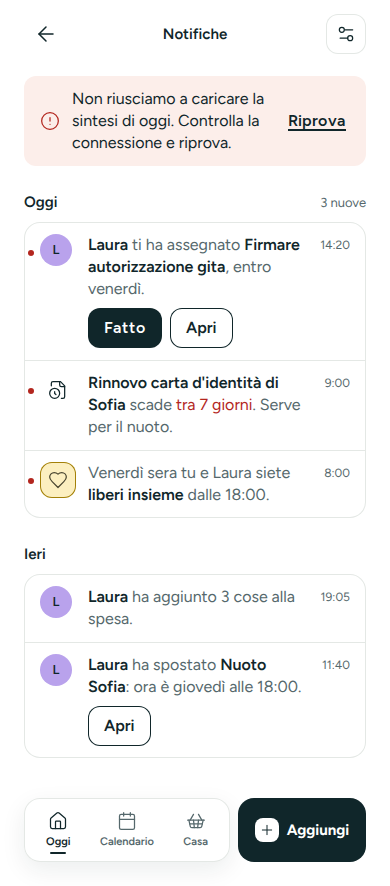 Notifiche
Non riusciamo a caricare la
sintesi di oggi. Controlla la
connessione e riprova.
Riprova
Oggi
3 nuove
L
Laura ti ha assegnato Firmare
autorizzazione gita, entro
venerdì.
14:20
Fatto
Apri
Rinnovo carta d'identità di
Sofia scade tra 7 giorni. Serve
per il nuoto.
9:00
Venerdì sera tu e Laura siete
liberi insieme dalle 18:00.
8:00
Ieri
L
Laura ha aggiunto 3 cose alla
spesa.
19:05
L
Laura ha spostato Nuoto
Sofia: ora è giovedì alle 18:00.
11:40
Apri
Oggi
Calendario
Casa
Aggiungi